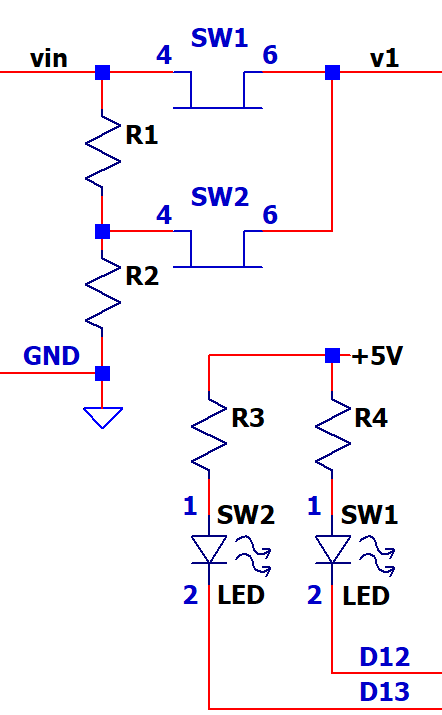 SW1
vin 4 6 v1
R1
SW2
4 6
R2
GND
+5V
R3 R4
1 SW2 1 SW1
2 LED 2 LED
D12
D13